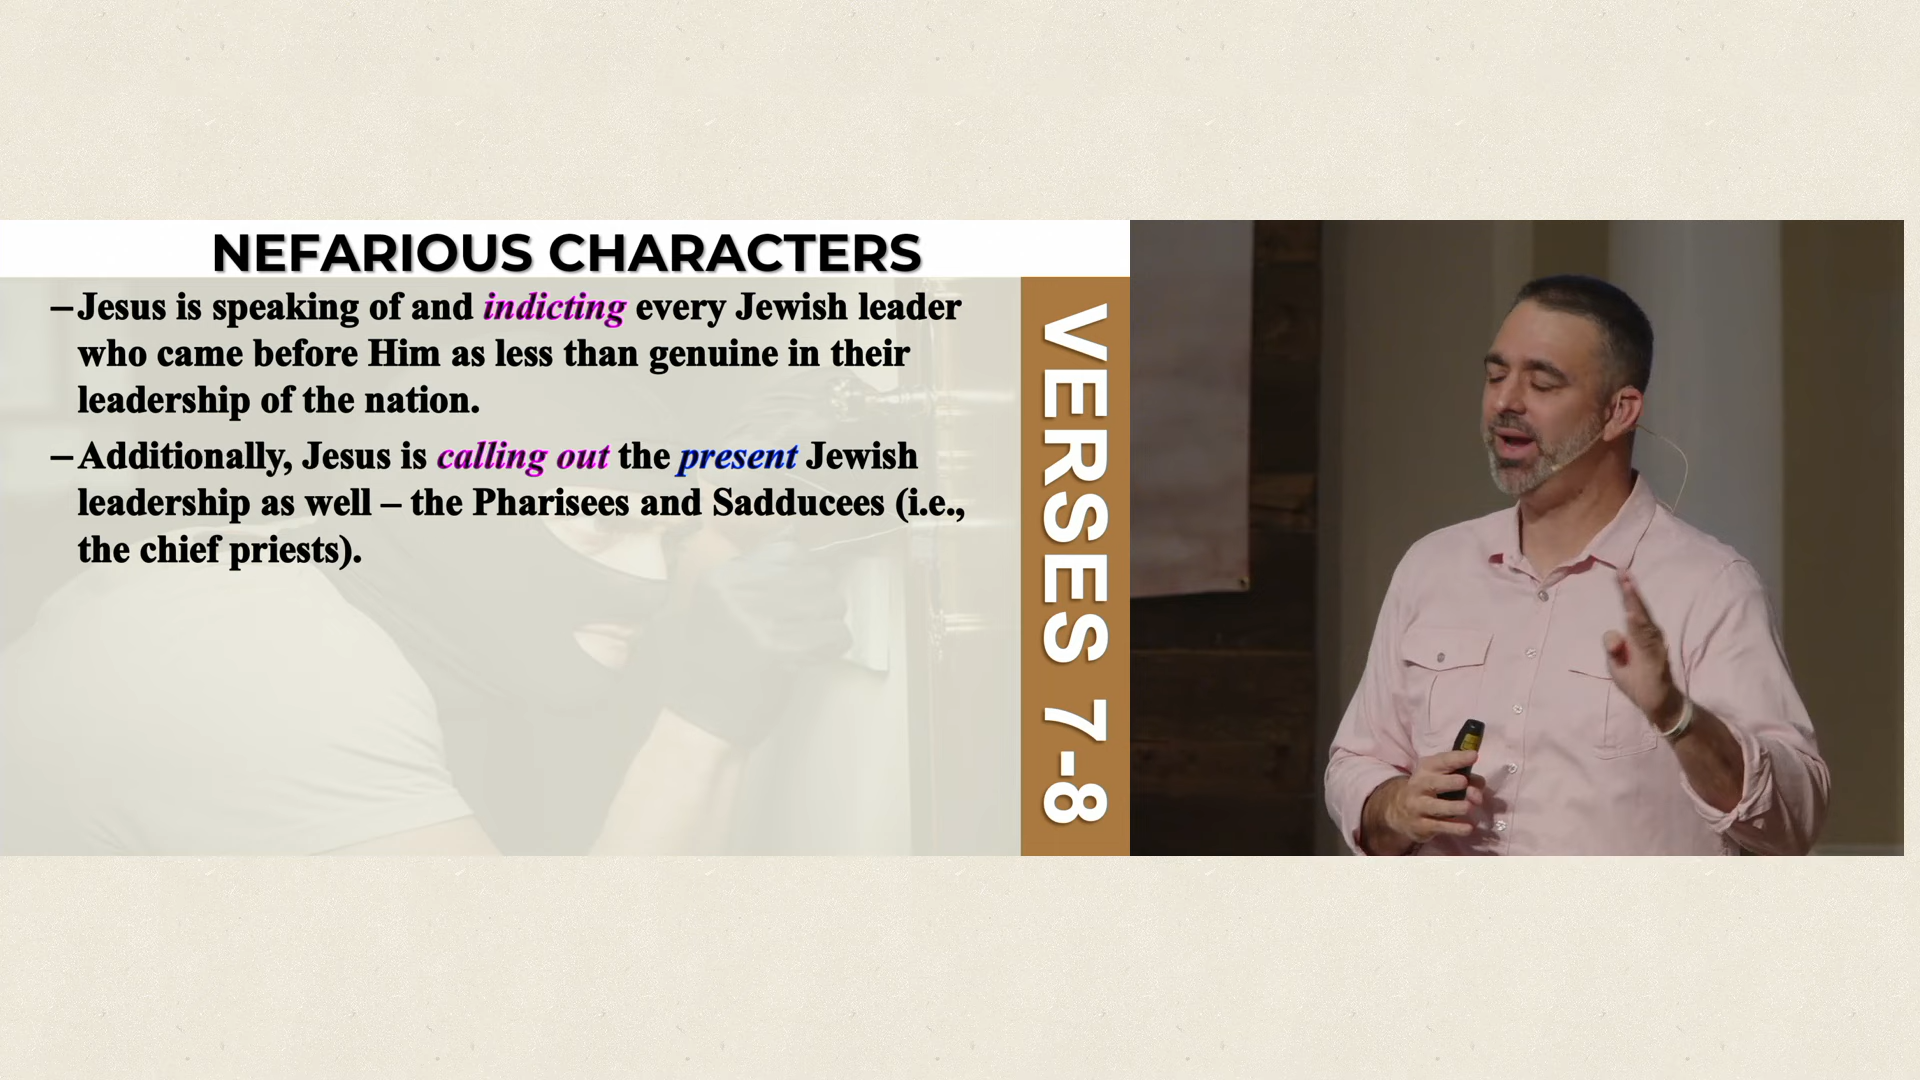 NEFARIOUS CHARACTERS
–Jesus is speaking of and indicting every Jewish leader
who came before Him as less than genuine in their
leadership of the nation.
–Additionally, Jesus is calling out the present Jewish
leadership as well – the Pharisees and Sadducees (i.e.,
the chief priests).
VERSES 7-8